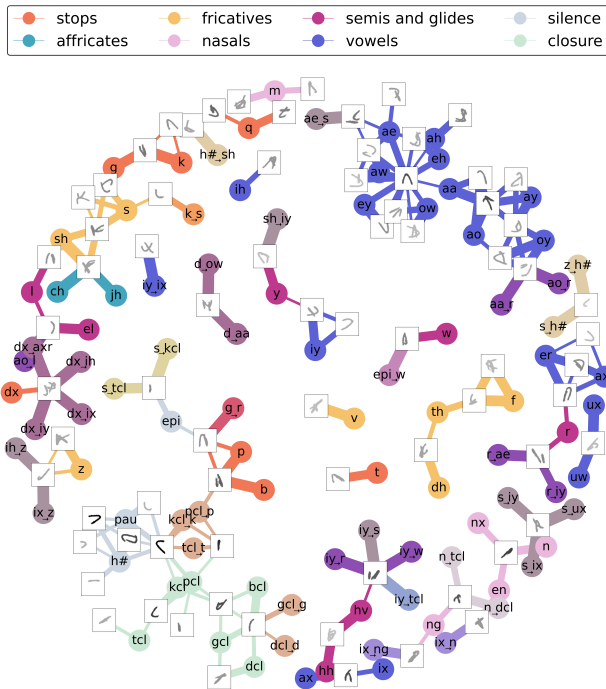 stops fricatives semis and glides silence
affricates nasals vowels closure
m
q
ae_s
ae
ah
h#_sh
eh
g
k
aw
aa
ih
ay
ey
ow
s
k_s
sh_iy
ao
oy
sh
d_ow
z_h#
ch
jh
iy_ix
l
y
ao_r
aa_r
el
s_h#
w
dx_axr
ao_l
dx_jh
s_kcl
iy
er
epi_w
ax
dx
s_tcl
dx_ix
g_r
th
f
ux
v
dx_iy
epi
r
ih_z
p
r_ae
z
t
uw
b
dh
r_iy
s_jy
s_ux
ix_z
pau
kcl_k
pcl_p
nx
iy_s
n
tcl_t
h#
iy_r
iy_w
n_tcl
s_ix
kcl
pcl
bcl
en
iy_tcl
gcl_g
hv
n_dcl
ng
tcl
gcl
dcl_d
ix_ng
ix_n
dcl
hh
ix
ax
d_aa